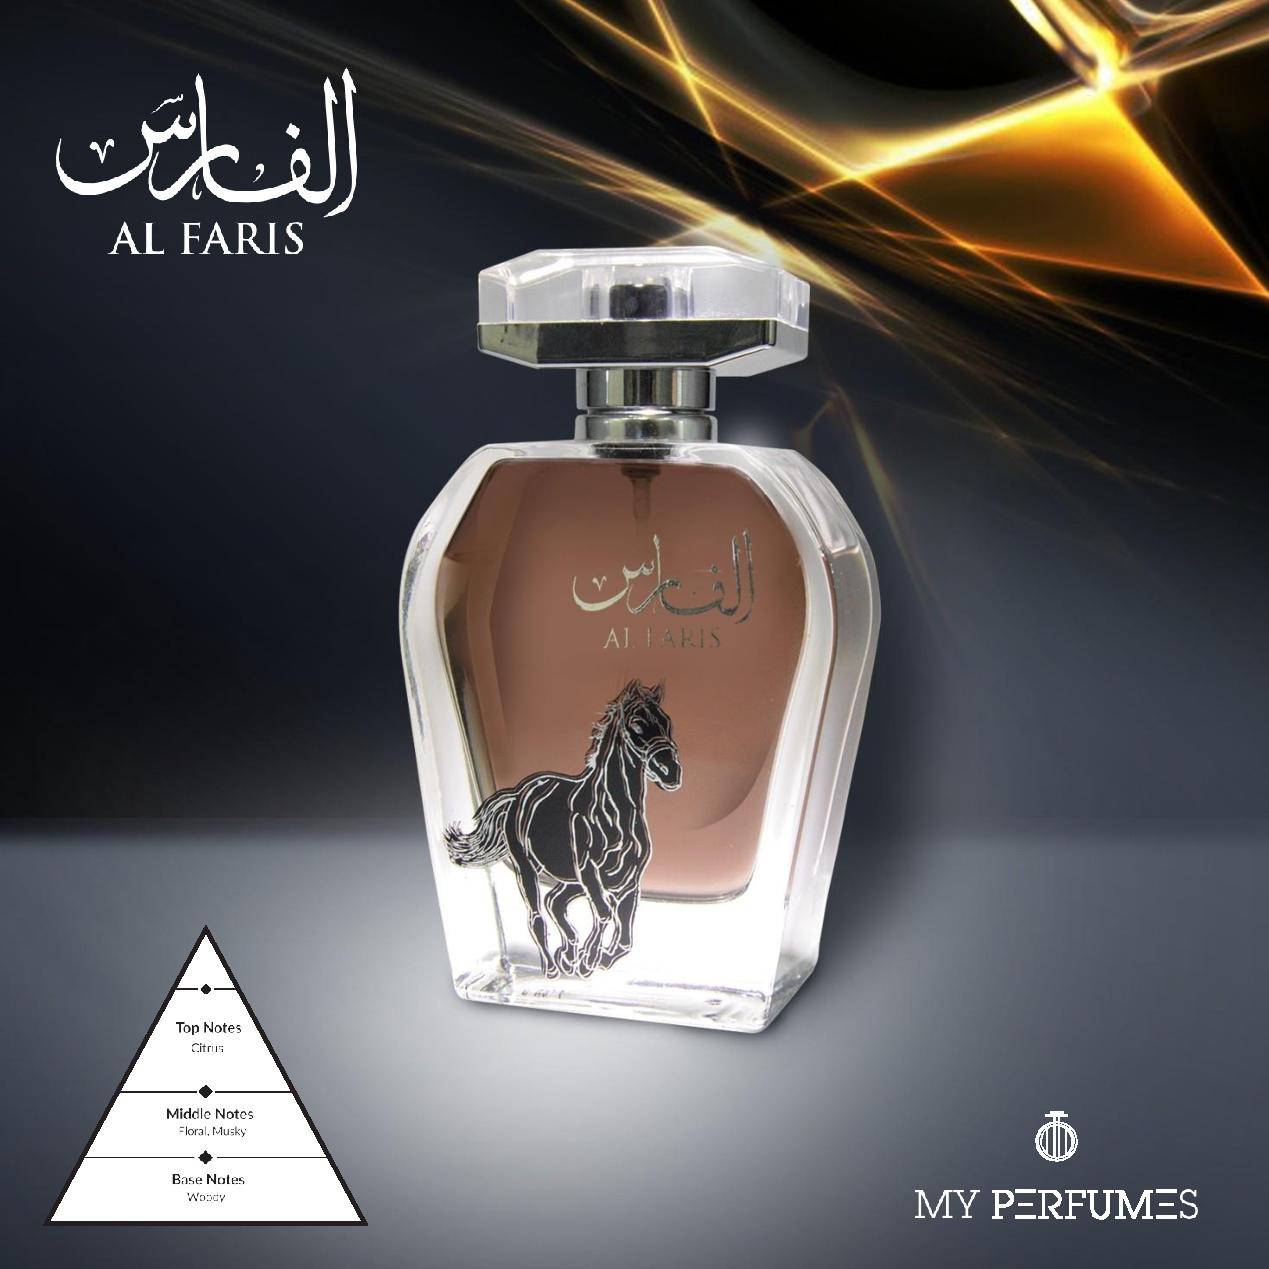 الفارس
AL FARIS
الفارس
AL FARIS
Top Notes
Citrus
Middle Notes
Floral, Musky
Base Notes
Woody
MY PERFUMES